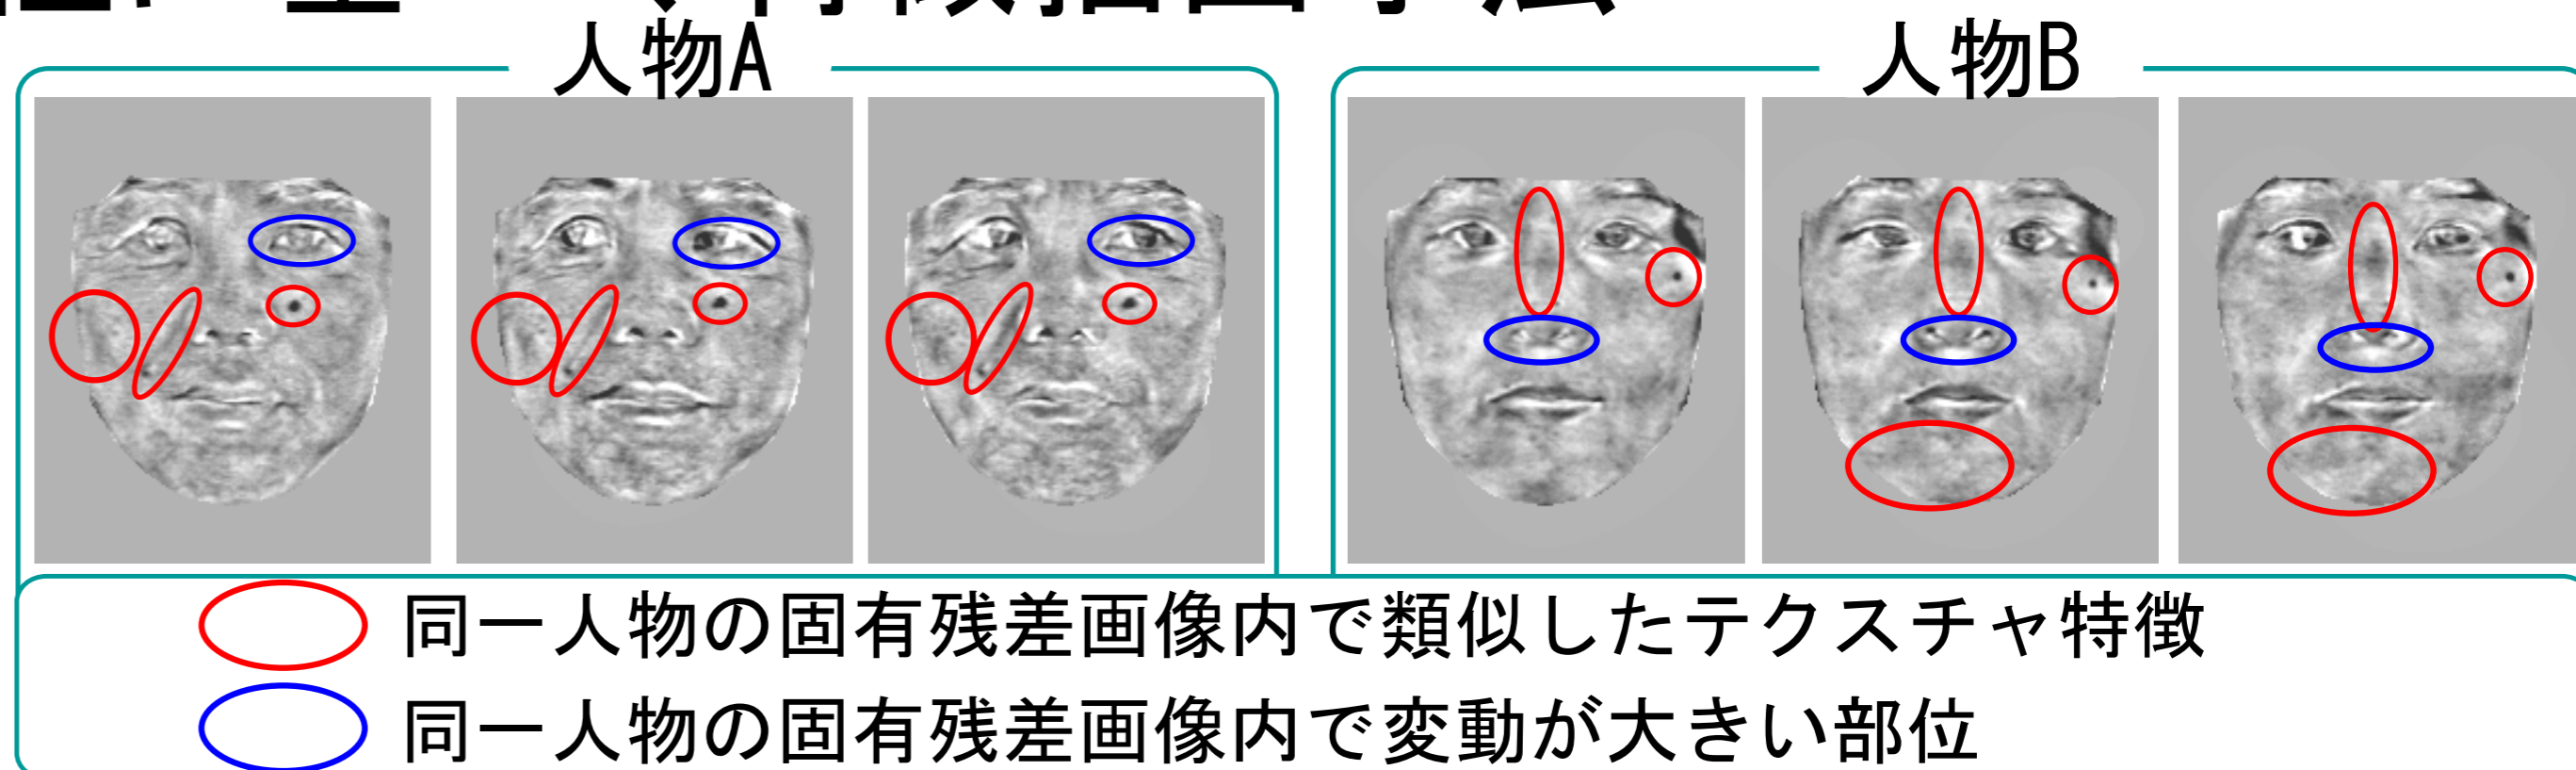 人物A
人物B
同一人物の固有残差画像内で類似したテクスチャ特徴
同一人物の固有残差画像内で変動が大きい部位